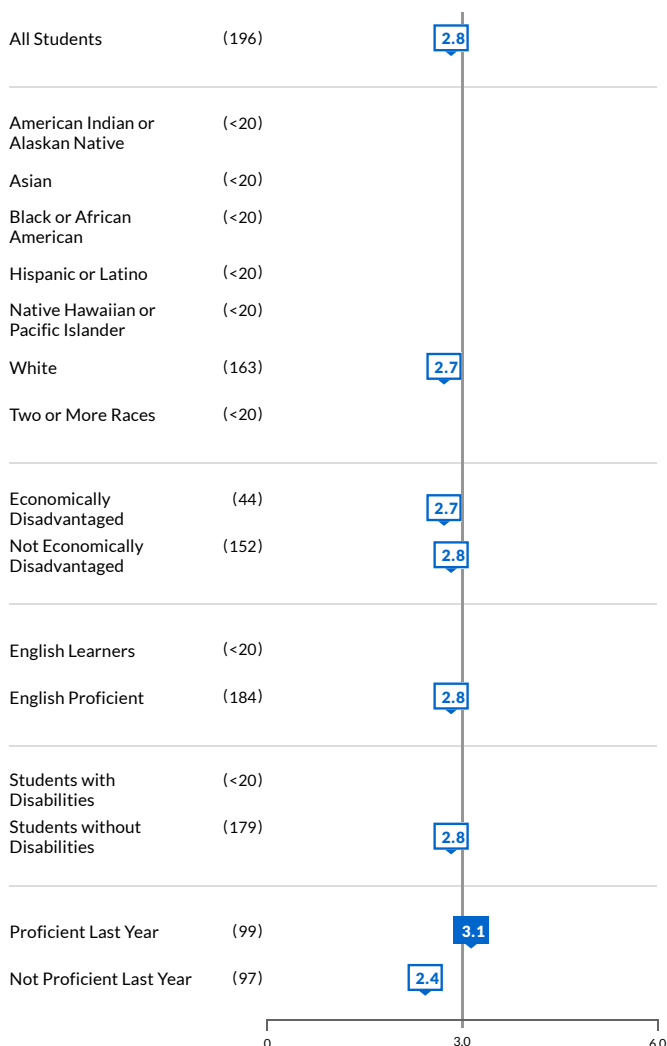 All Students (196) 2.8
American Indian or (<20)
Alaskan Native
Asian (<20)
Black or African (<20)
American
Hispanic or Latino (<20)
Native Hawaiian or (<20)
Pacific Islander
White (163) 2.7
Two or More Races (<20)
Economically (44) 2.7
Disadvantaged
Not Economically (152) 2.8
Disadvantaged
English Learners (<20)
English Proficient (184) 2.8
Students with (<20)
Disabilities
Students without (179) 2.8
Disabilities
Proficient Last Year (99) 3.1
Not Proficient Last Year (97) 2.4
0 3.0 6.0